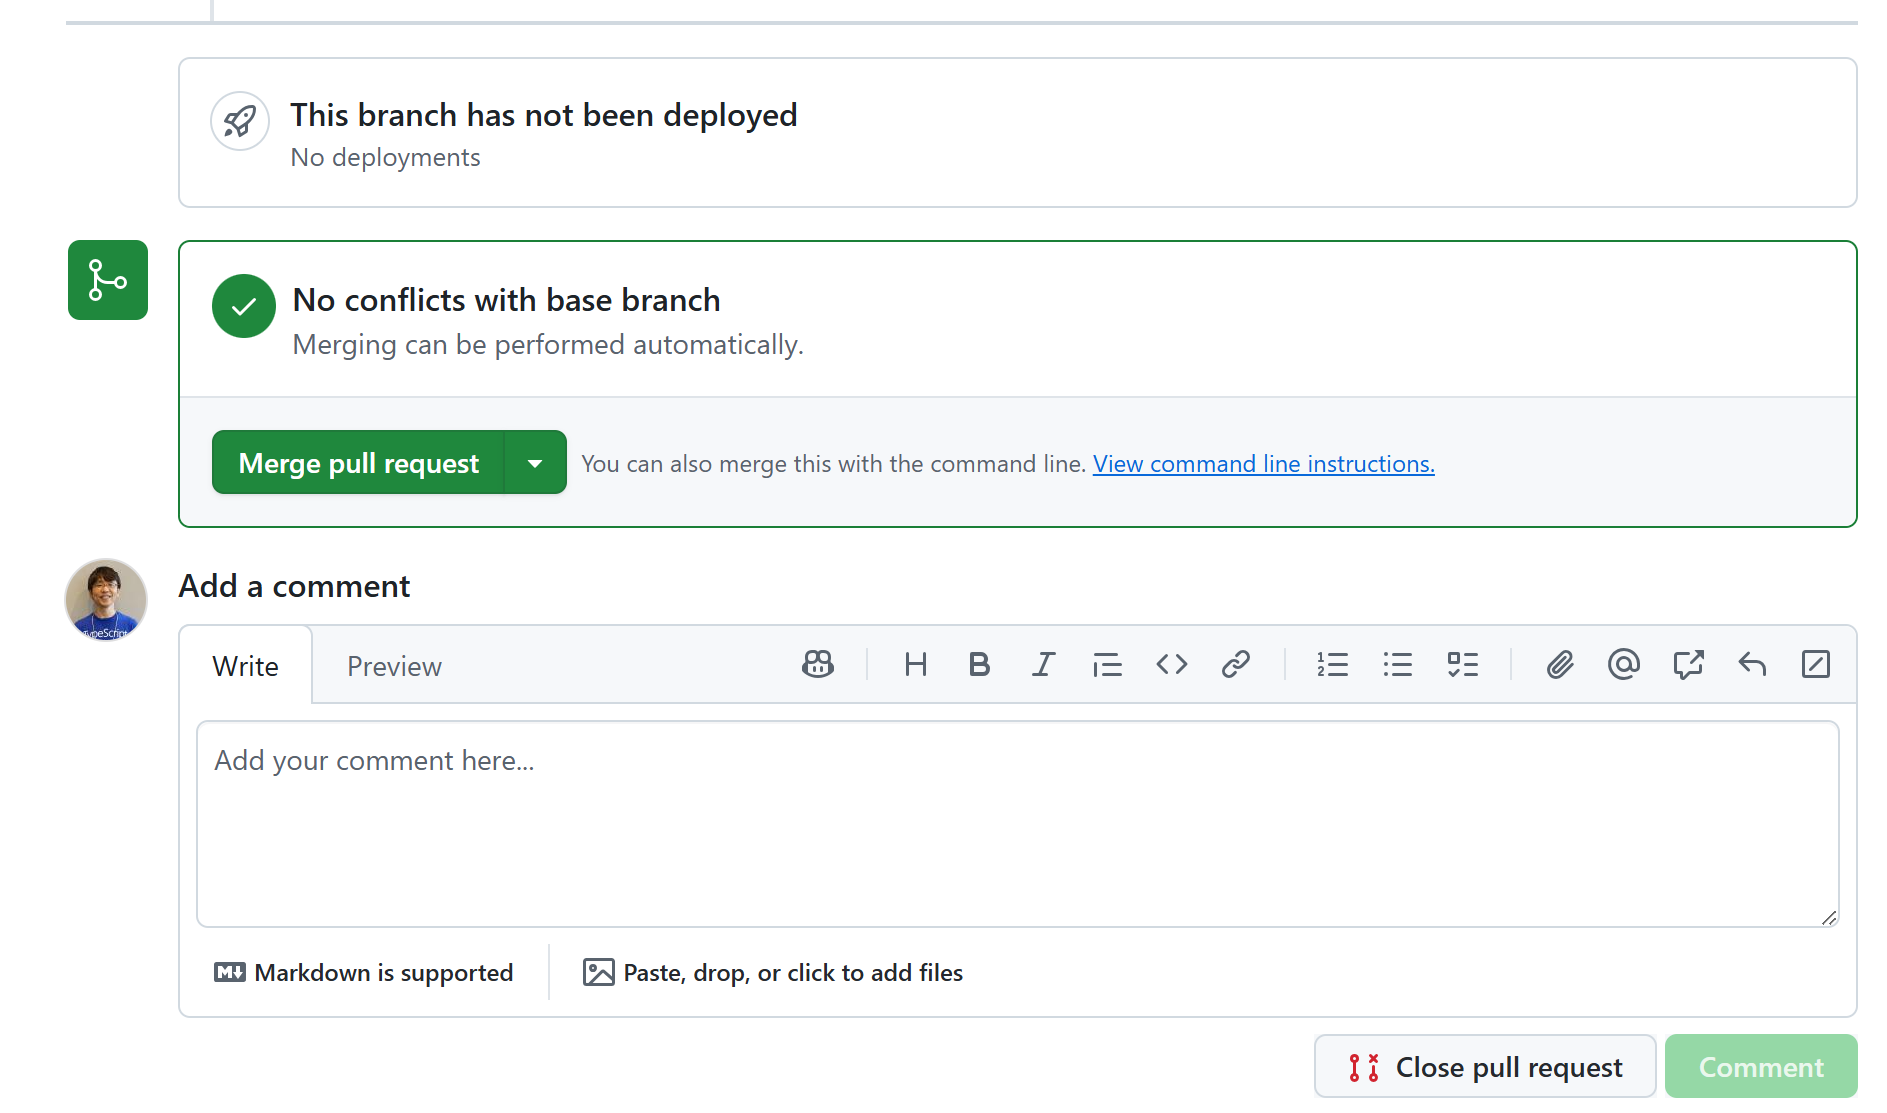 This branch has not been deployed
No deployments
No conflicts with base branch
Merging can be performed automatically.
Merge pull request
You can also merge this with the command line. View command line instructions.
TypeScript
Add a comment
Write
Preview
Add your comment here...
Markdown is supported
Paste, drop, or click to add files
Close pull request
Comment